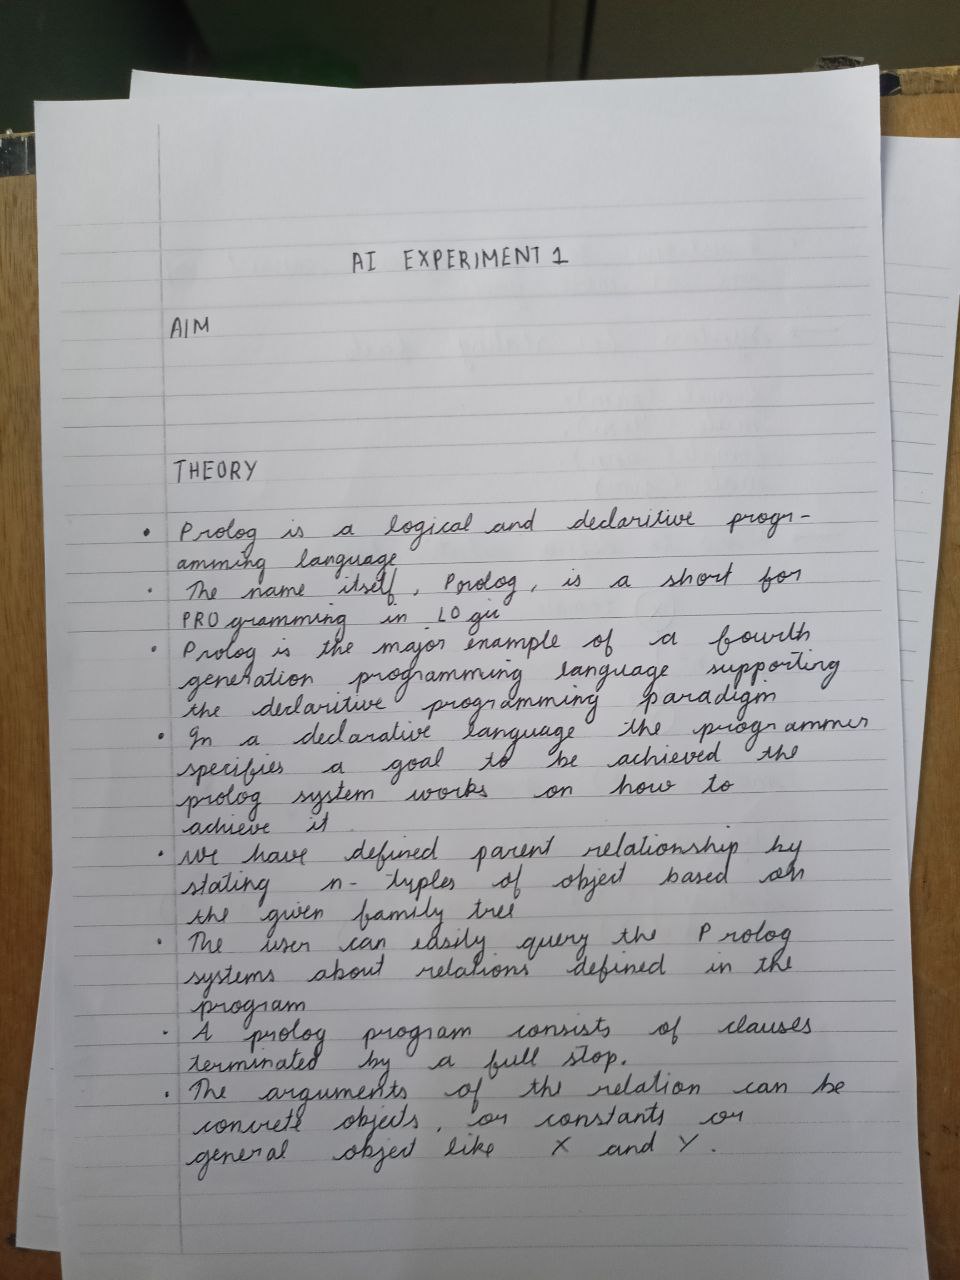 AI EXPERIMENT 1
AIM
THEORY
• Prolog is a logical and declaritive progr-
amming language
• The name itself, Prolog, is a short for
PROgramming in LOgic
• Prolog is the major example of a fourth
generation programming language supporting
the declaritive programming paradigm
• In a declarative language the programmer
specifies a goal to be achieved the
prolog system works on how to
achieve it.
• we have defined parent relationship by
stating n-typles of object based on
the given family tree
• The user can easily query the Prolog
systems about relations defined in the
program
• A prolog program consists of clauses
terminated by a full stop.
• The arguments of the relation can be
concrete objects, or constants or
general object like X and Y.